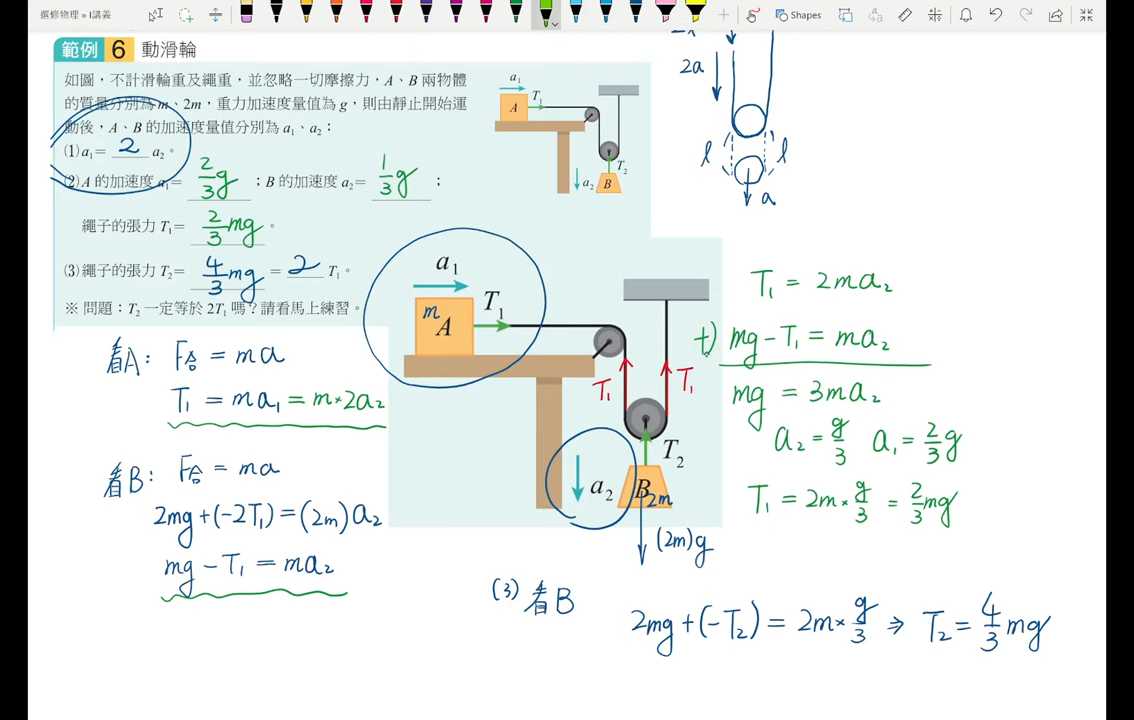 選修物理 » 1講義
Shapes
範例 6 動滑輪
如圖，不計滑輪重及繩重，並忽略一切摩擦力，A、B 兩物體
的質量分別為 m、2m，重力加速度量值為 g，則由靜止開始運
動後，A、B 的加速度量值分別為 a₁、a₂：
(1) a₁= 2 a₂。
(2) A 的加速度 a₁= 2/3 g ；B 的加速度 a₂= 1/3 g ；
繩子的張力 T₁= 2/3 mg 。
(3) 繩子的張力 T₂= 4/3 mg = 2 T₁。
※ 問題：T₂ 一定等於 2T₁ 嗎？請看馬上練習。
a₁
A
T₁
T₂
a₂
B
2a
l
l
a
a₁
m
A
T₁
T₁
T₁
T₂
a₂
B
2m
(2m)g
看A: F合 = ma
T₁ = ma₁ = m×2a₂
看B: F合 = ma
2mg+(-2T₁) = (2m)a₂
mg - T₁ = ma₂
T₁ = 2ma₂
+) mg - T₁ = ma₂
mg = 3ma₂
a₂ = g/3 a₁ = 2/3 g
T₁ = 2m × g/3 = 2/3 mg
(3) 看B
2mg+(-T₂) = 2m × g/3 ⇒ T₂ = 4/3 mg